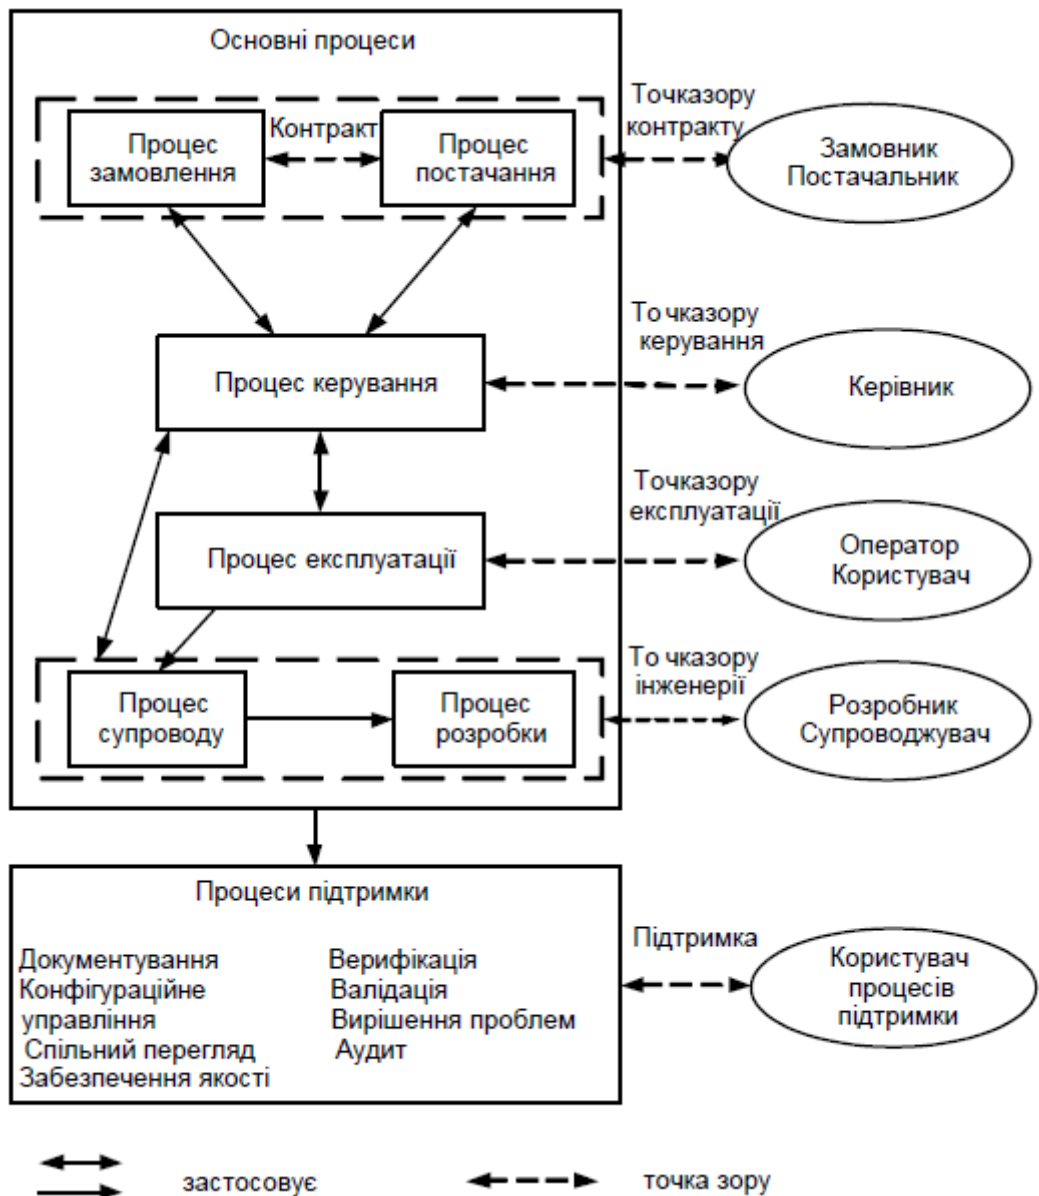 Основні процеси
Точказору
контракту
Контракт
Процес
замовлення
Процес
постачання
Замовник
Постачальник
То чказору
керування
Процес керування
Керівник
Точказору
експлуатації
Процес експлуатації
Оператор
Користувач
То чказору
інженерії
Процес
супроводу
Процес
розробки
Розробник
Супроводжувач
Процеси підтримки
Документування
Конфігураційне
управління
Спільний перегляд
Забезпечення якості
Верифікація
Валідація
Вирішення проблем
Аудит
Підтримка
Користувач
процесів
підтримки
застосовує
точка зору